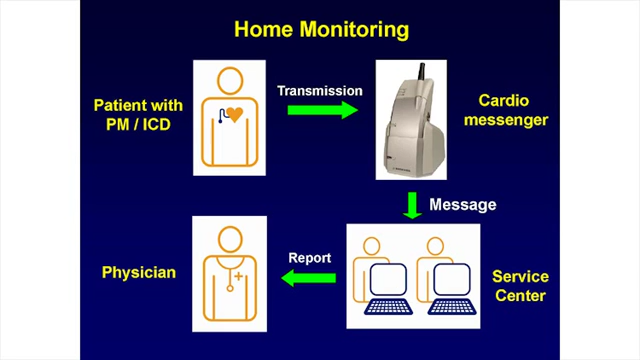 Home Monitoring
Transmission
Patient with
PM / ICD
Cardio
messenger
Message
Physician
Report
Service
Center